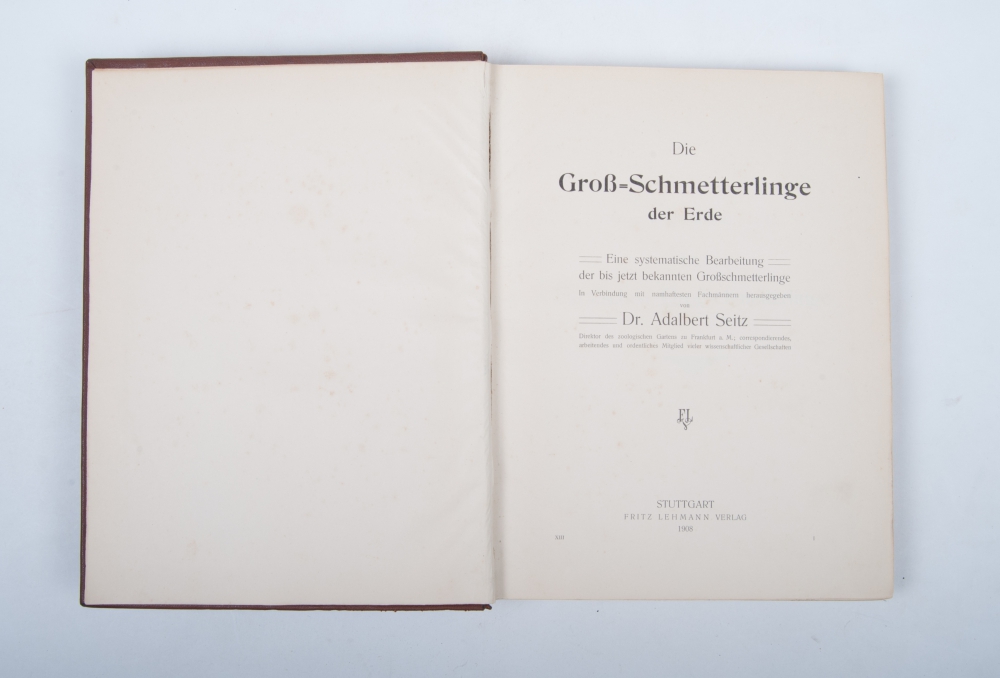 Die
Groß=Schmetterlinge
der Erde
Eine systematische Bearbeitung
der bis jetzt bekannten Großschmetterlinge
In Verbindung mit namhaftesten Fachmännern herausgegeben
von
Dr. Adalbert Seitz
Direktor des zoologischen Gartens zu Frankfurt a. M., correspondierendes,
arbeitendes und ordentliches Mitglied vieler wissenschaftlicher Gesellschaften
STUTTGART
FRITZ LEHMANN VERLAG
1908
XIII